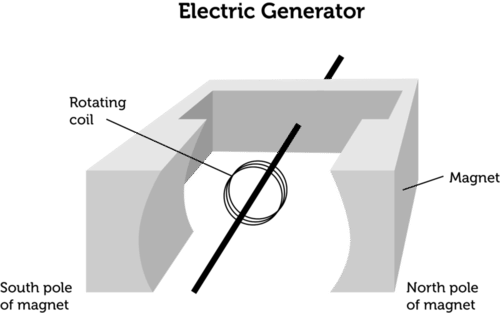 Electric Generator
Rotating
coil
Magnet
South pole
of magnet
North pole
of magnet